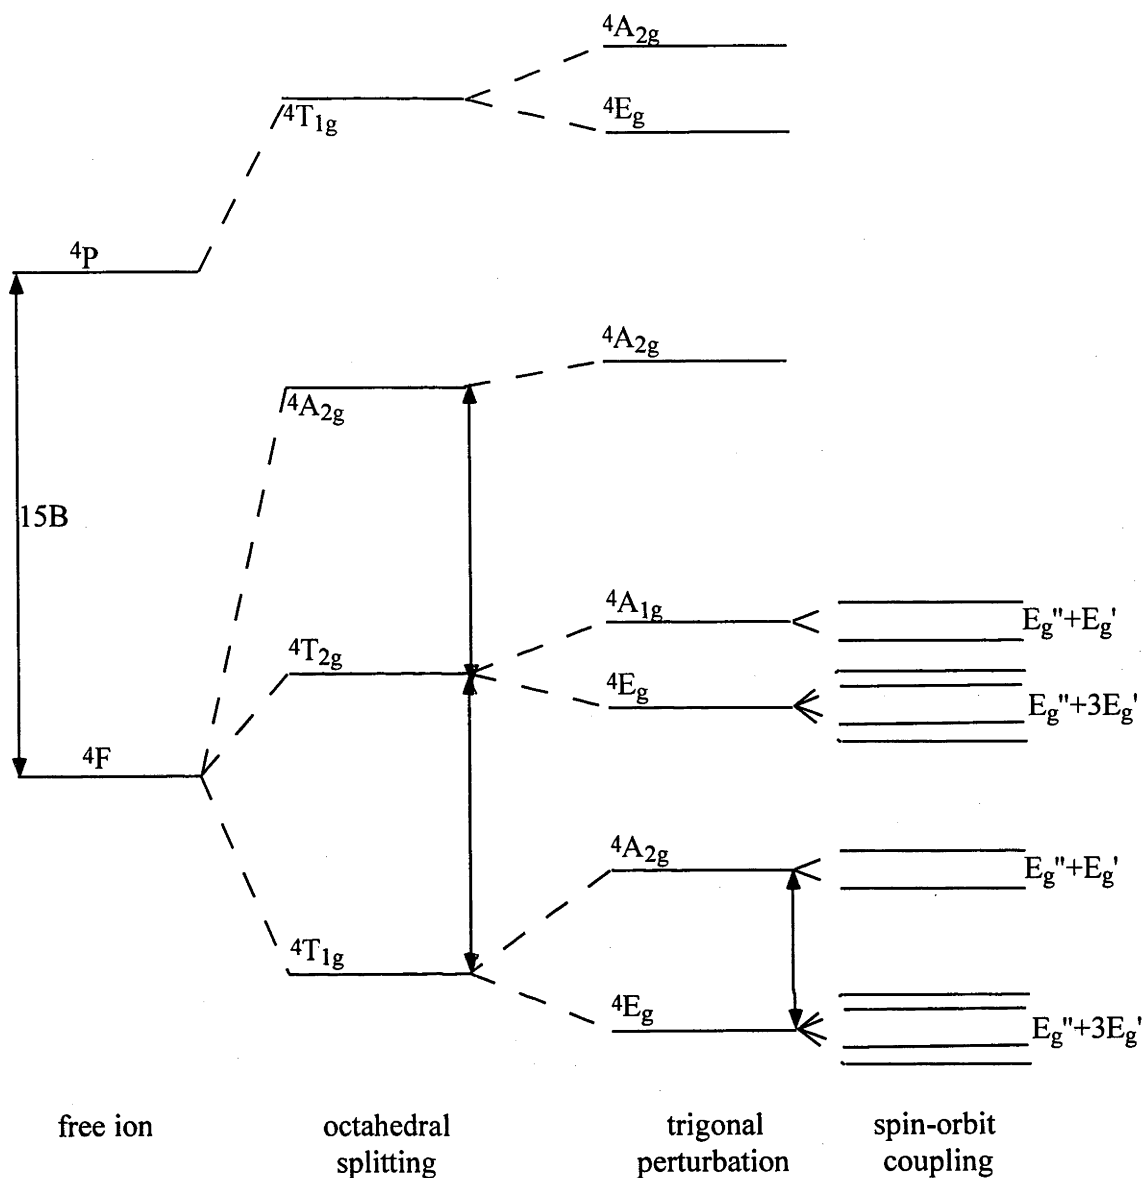 ⁴A₂g
⁴T₁g
⁴Eg
⁴P
⁴A₂g
⁴A₂g
15B
⁴A₁g
Eg''+Eg'
⁴T₂g
⁴Eg
Eg''+3Eg'
⁴F
⁴A₂g
Eg''+Eg'
⁴T₁g
⁴Eg
Eg''+3Eg'
free ion
octahedral
splitting
trigonal
perturbation
spin-orbit
coupling